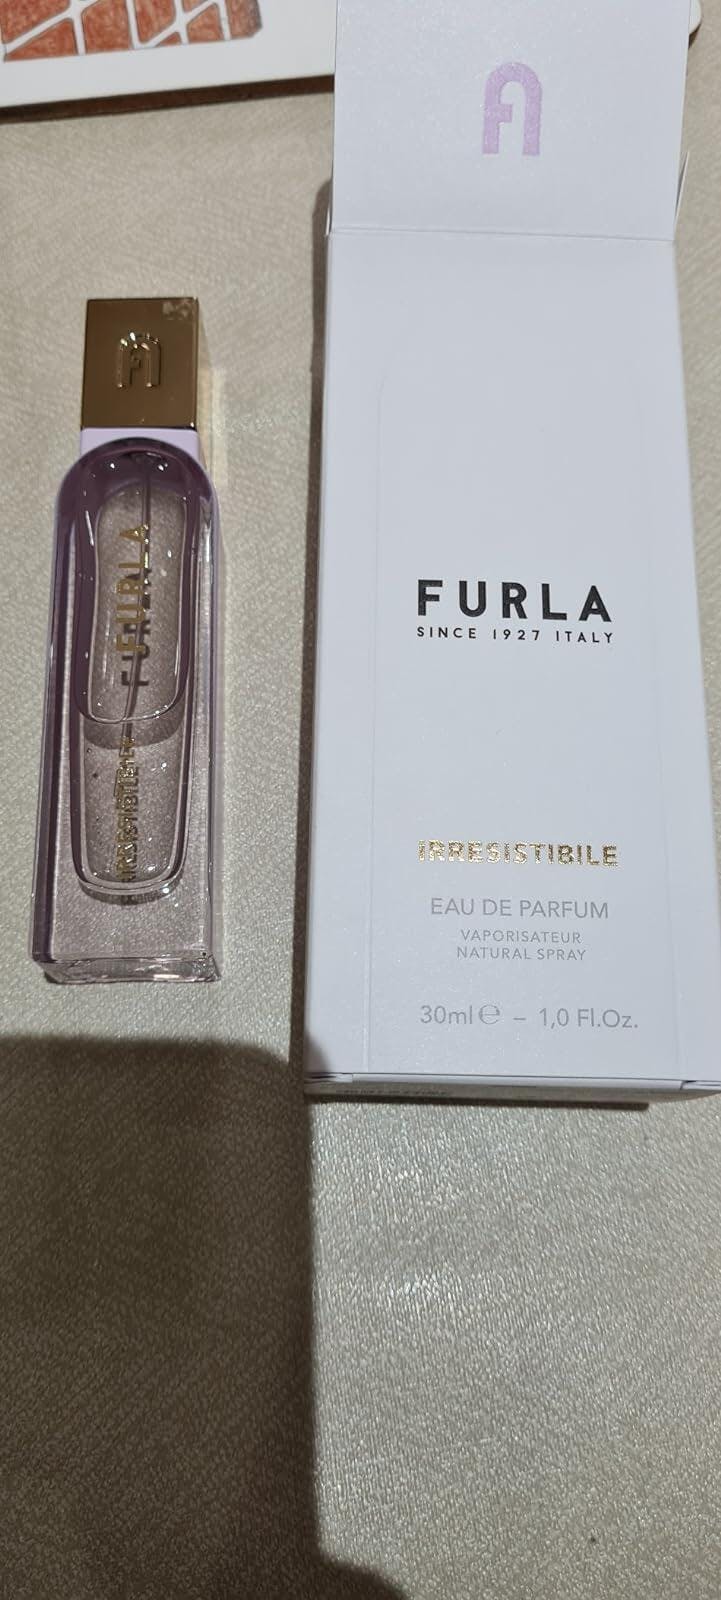 FURLA
IRRESISTIBILE
FURLA
SINCE 1927 ITALY
IRRESISTIBILE
EAU DE PARFUM
VAPORISATEUR
NATURAL SPRAY
30ml ℮ – 1,0 Fl.Oz.